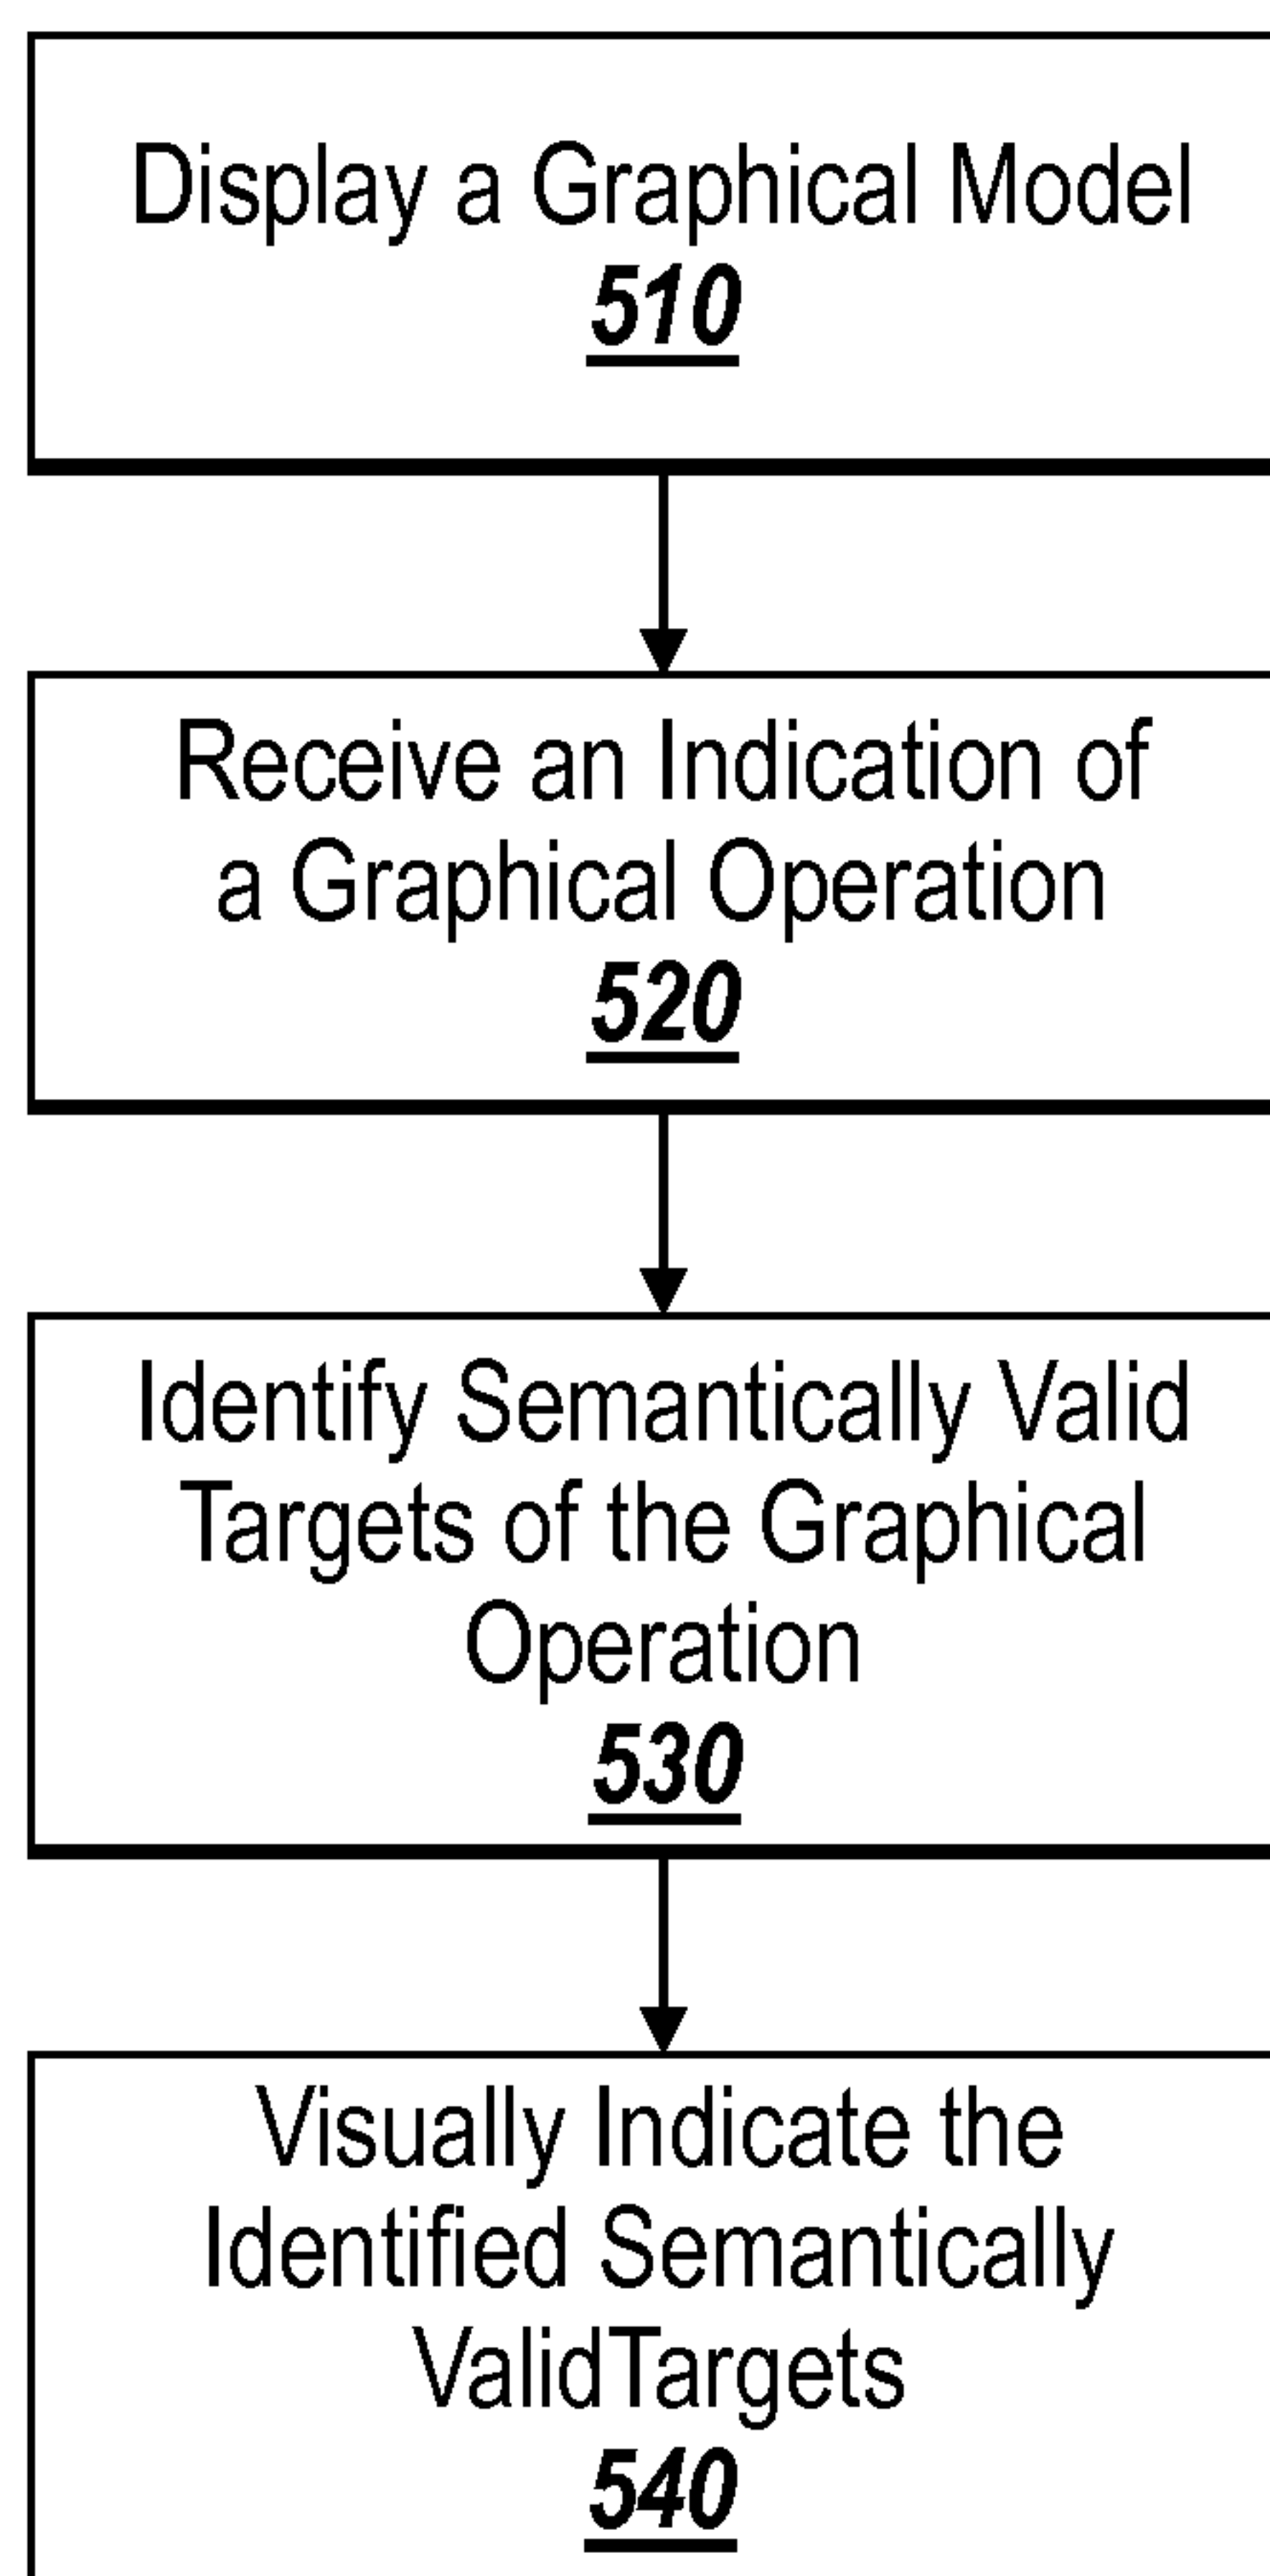 Display a Graphical Model
510
Receive an Indication of
a Graphical Operation
520
Identify Semantically Valid
Targets of the Graphical
Operation
530
Visually Indicate the
Identified Semantically
ValidTargets
540